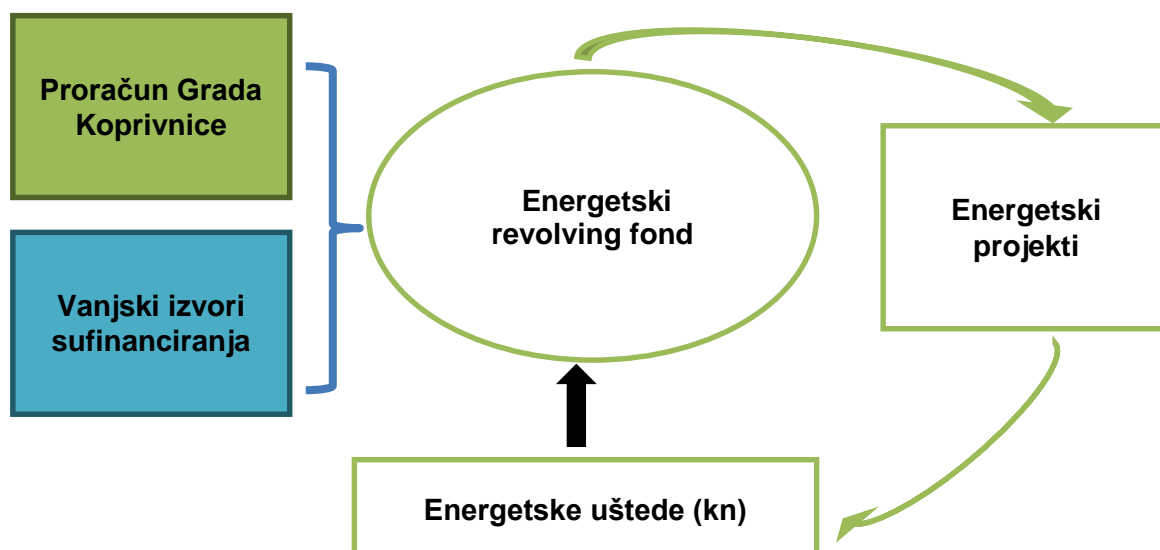 Proračun Grada
Koprivnice
Vanjski izvori
sufinanciranja
Energetski
revolving fond
Energetski
projekti
Energetske uštede (kn)